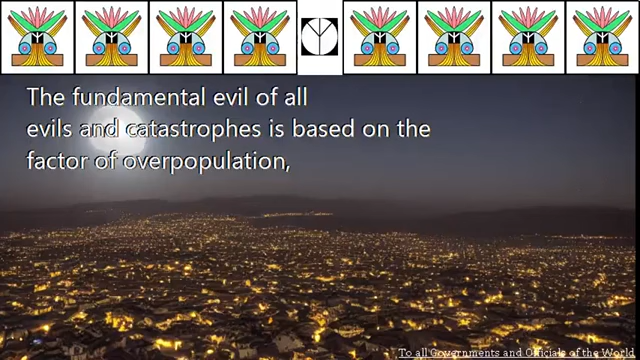 The fundamental evil of all
evils and catastrophes is based on the
factor of overpopulation,
To all Governments and Officials of the World